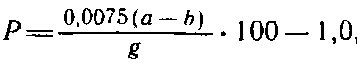 P = 0,0075 (a — b) / g · 100 — 1,0,